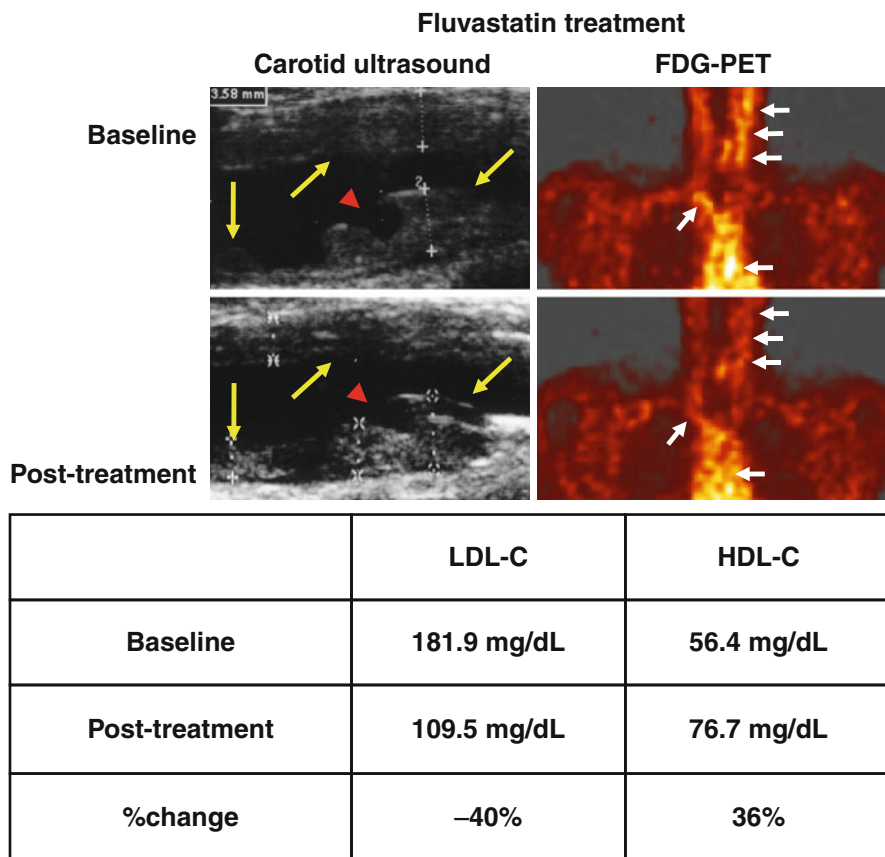 Fluvastatin treatment
Carotid ultrasound FDG-PET
Baseline
3.58 mm
2
Post-treatment
LDL-C HDL-C
Baseline 181.9 mg/dL 56.4 mg/dL
Post-treatment 109.5 mg/dL 76.7 mg/dL
%change –40% 36%